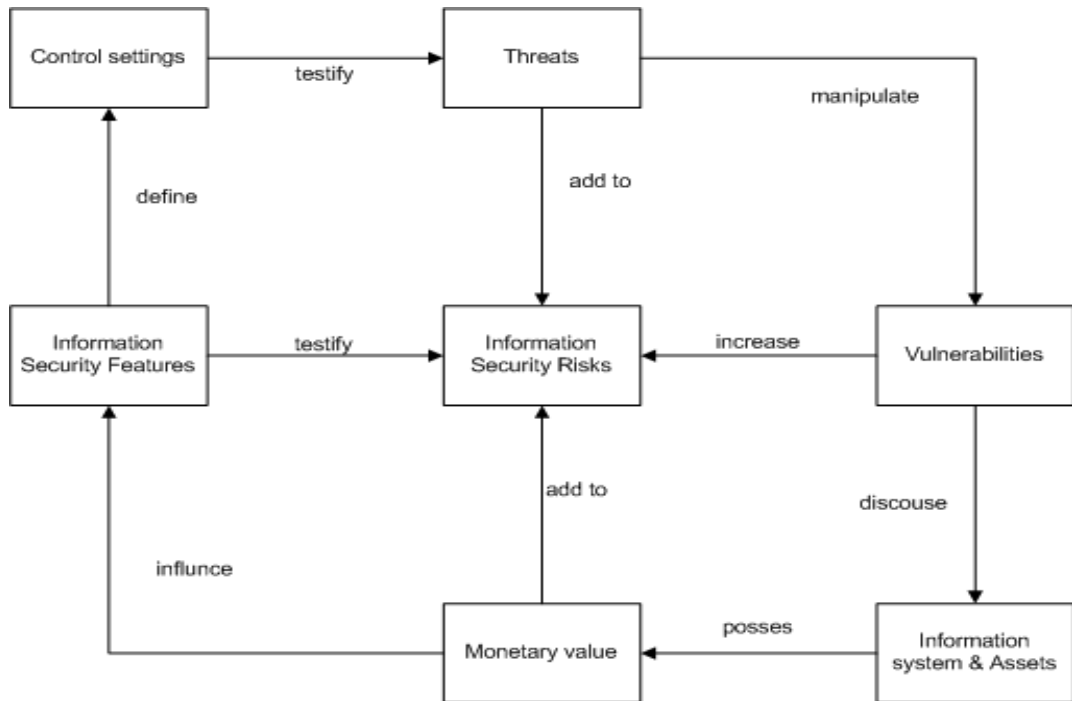 Control settings
testify
Threats
manipulate
define
add to
Information
Security Features
testify
Information
Security Risks
increase
Vulnerabilities
add to
discouse
influnce
Monetary value
posses
Information
system & Assets